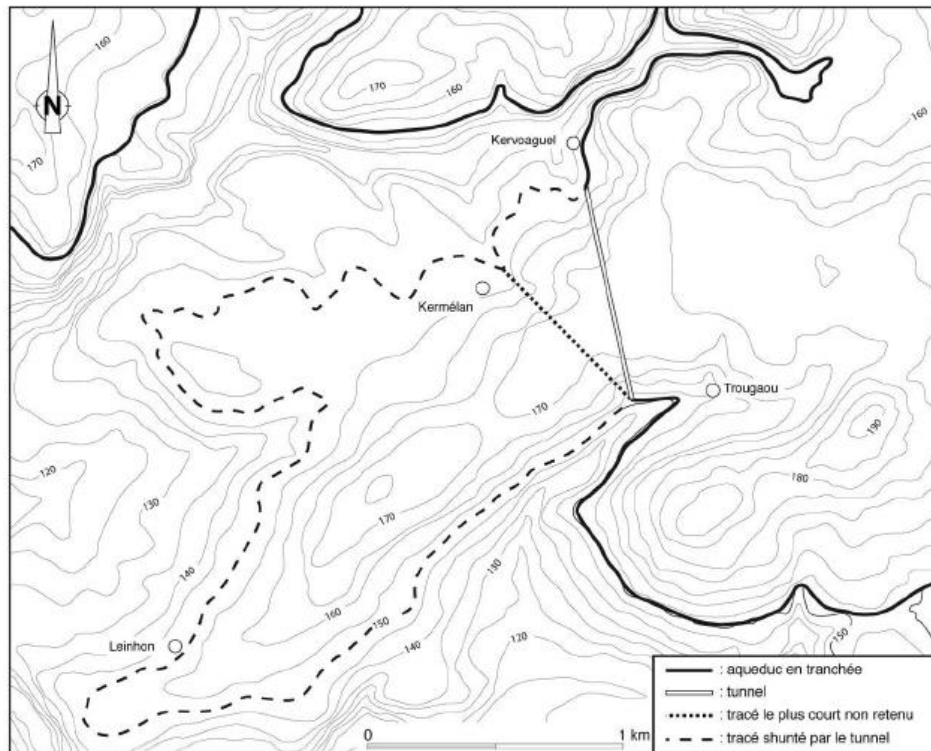 160
170
160
N
170
160
Kervoaguel
160
Kermélan
170
Trougaou
190
120
180
130
170
130
140
160
150
120
Leinhon
140
150
: aqueduc en tranchée
: tunnel
: tracé le plus court non retenu
: tracé shunté par le tunnel
0 1 km